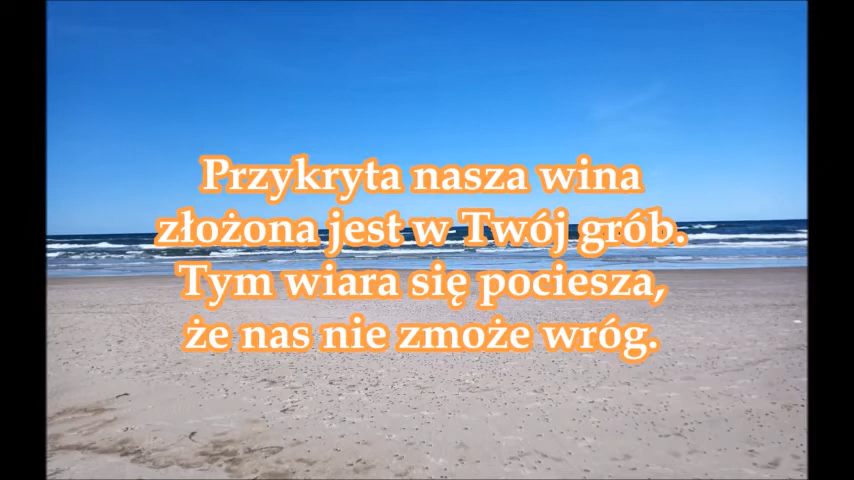 Przykryta nasza wina
złożona jest w Twój grób.
Tym wiara się pociesza,
że nas nie zmoże wróg.